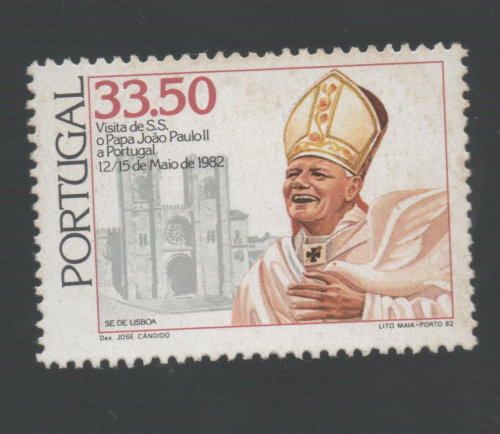 PORTUGAL
33.50
Visita de S.S.
o Papa João Paulo II
a Portugal
12/15 de Maio de 1982
SE DE LISBOA
Des. JOSÉ CÂNDIDO
LITO MAIA-PORTO 82